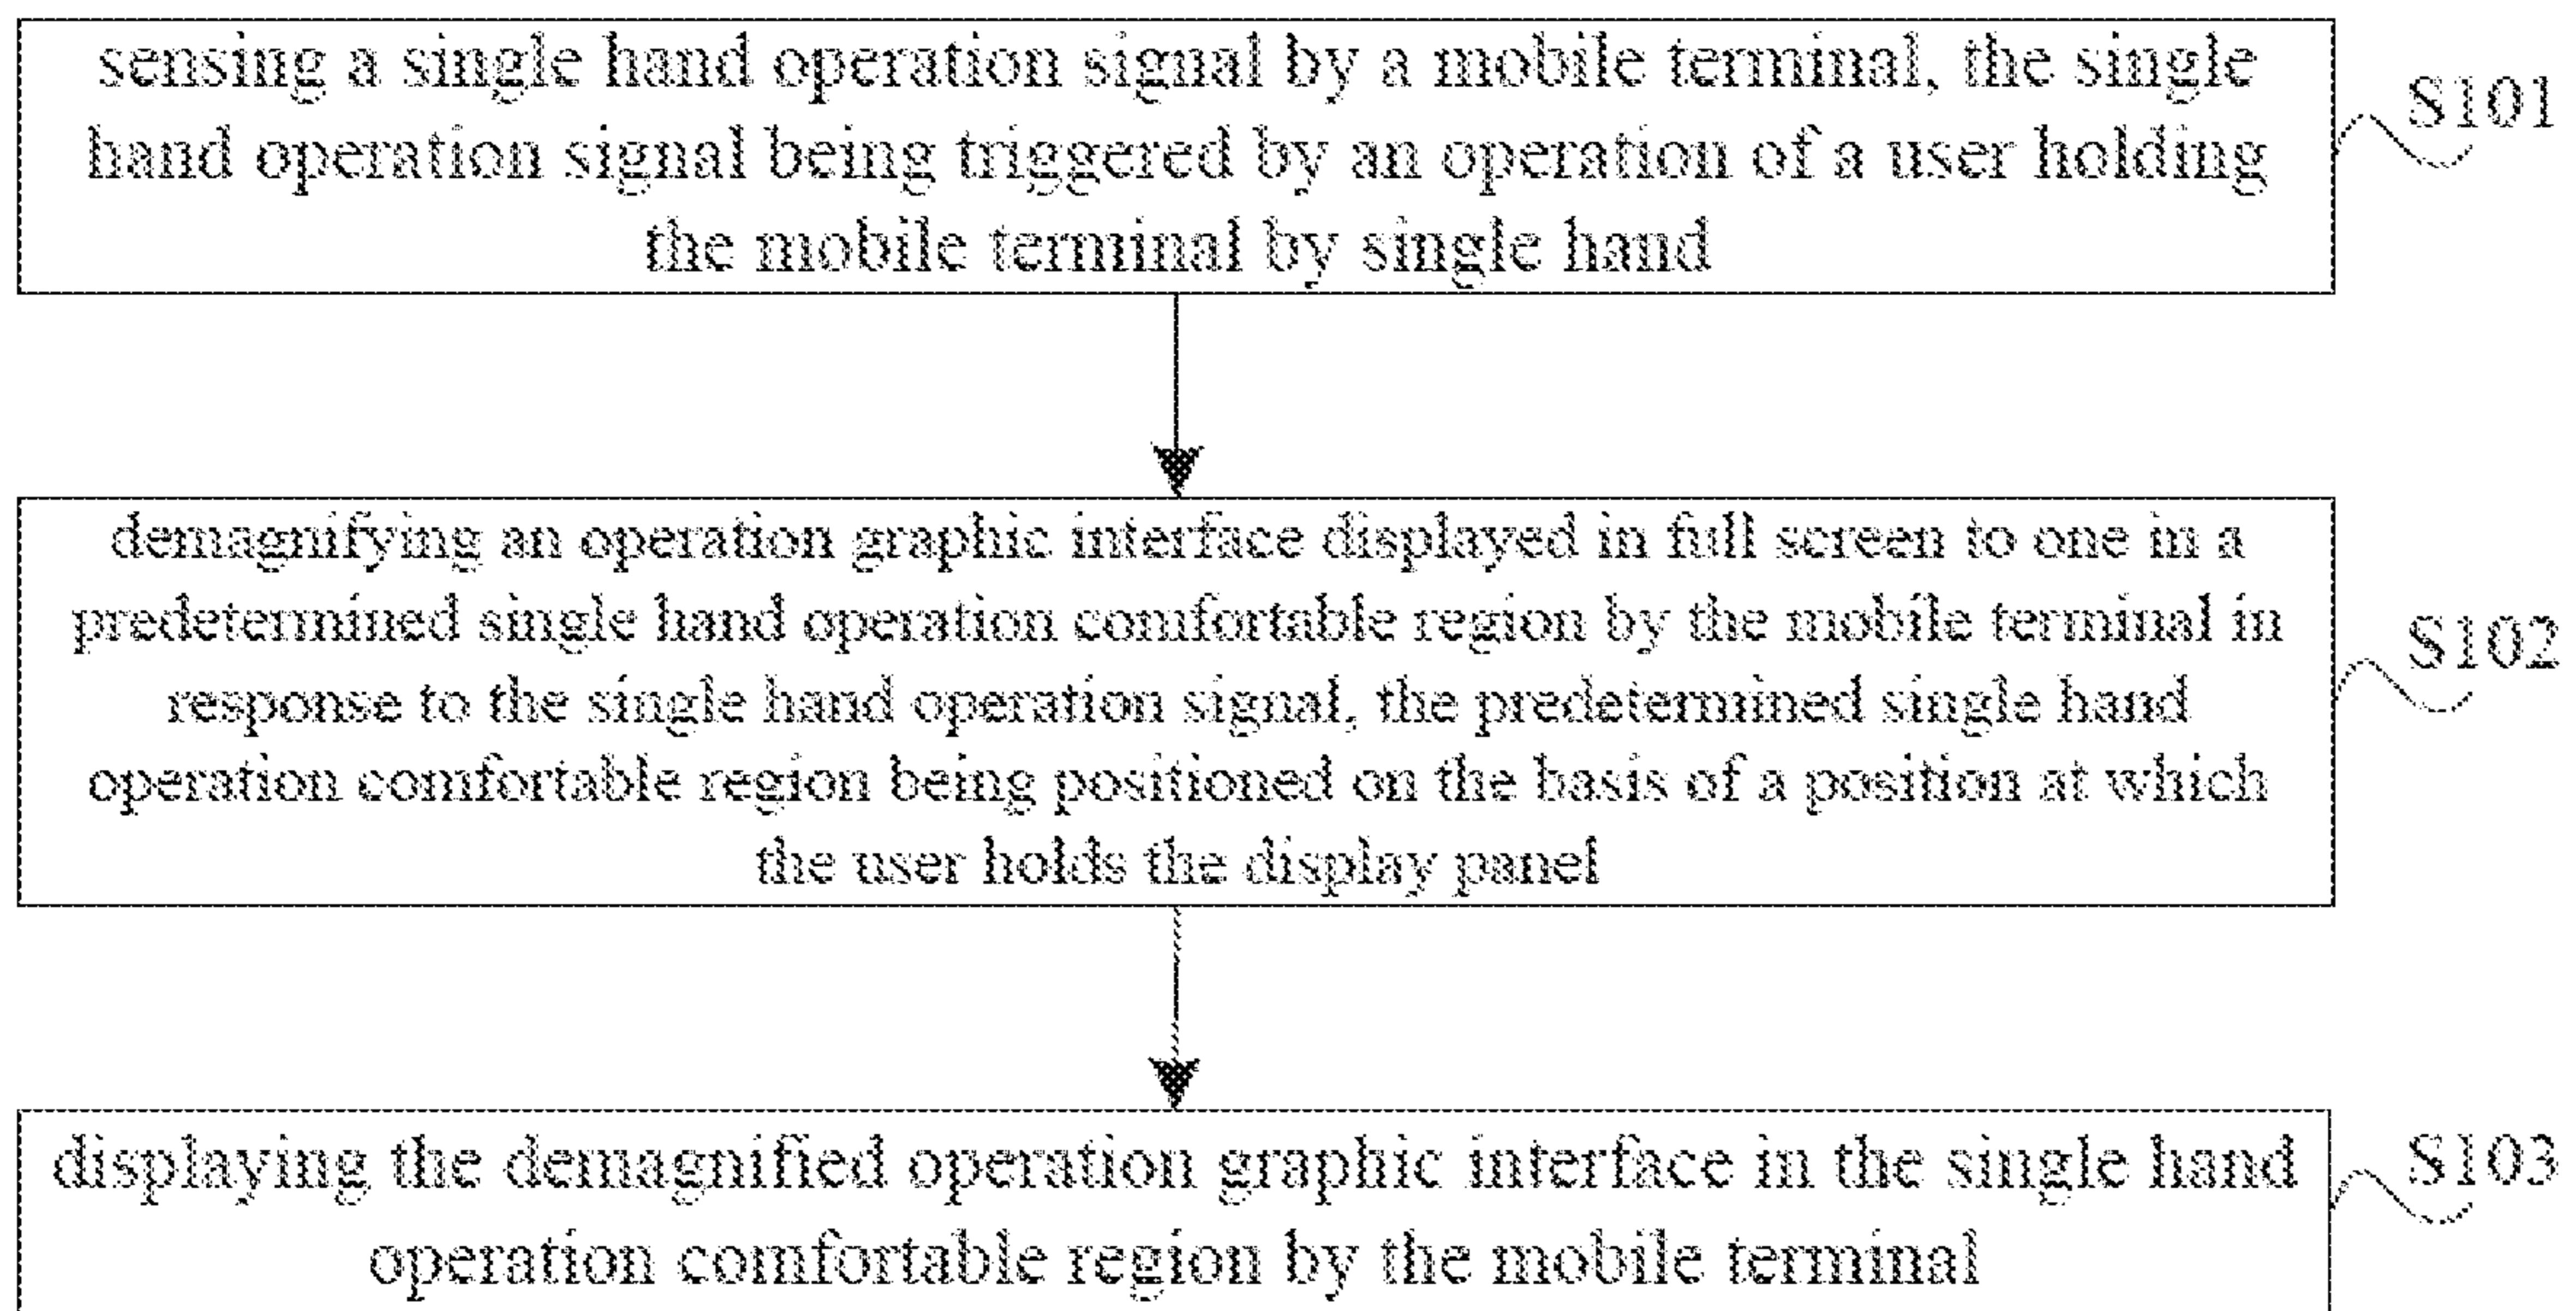 sensing a single hand operation signal by a mobile terminal, the single
hand operation signal being triggered by an operation of a user holding
the mobile terminal by single hand
S101
demagnifying an operation graphic interface displayed in full screen to one in a
predetermined single hand operation comfortable region by the mobile terminal in
response to the single hand operation signal, the predetermined single hand
operation comfortable region being positioned on the basis of a position at which
the user holds the display panel
S102
displaying the demagnified operation graphic interface in the single hand
operation comfortable region by the mobile terminal
S103